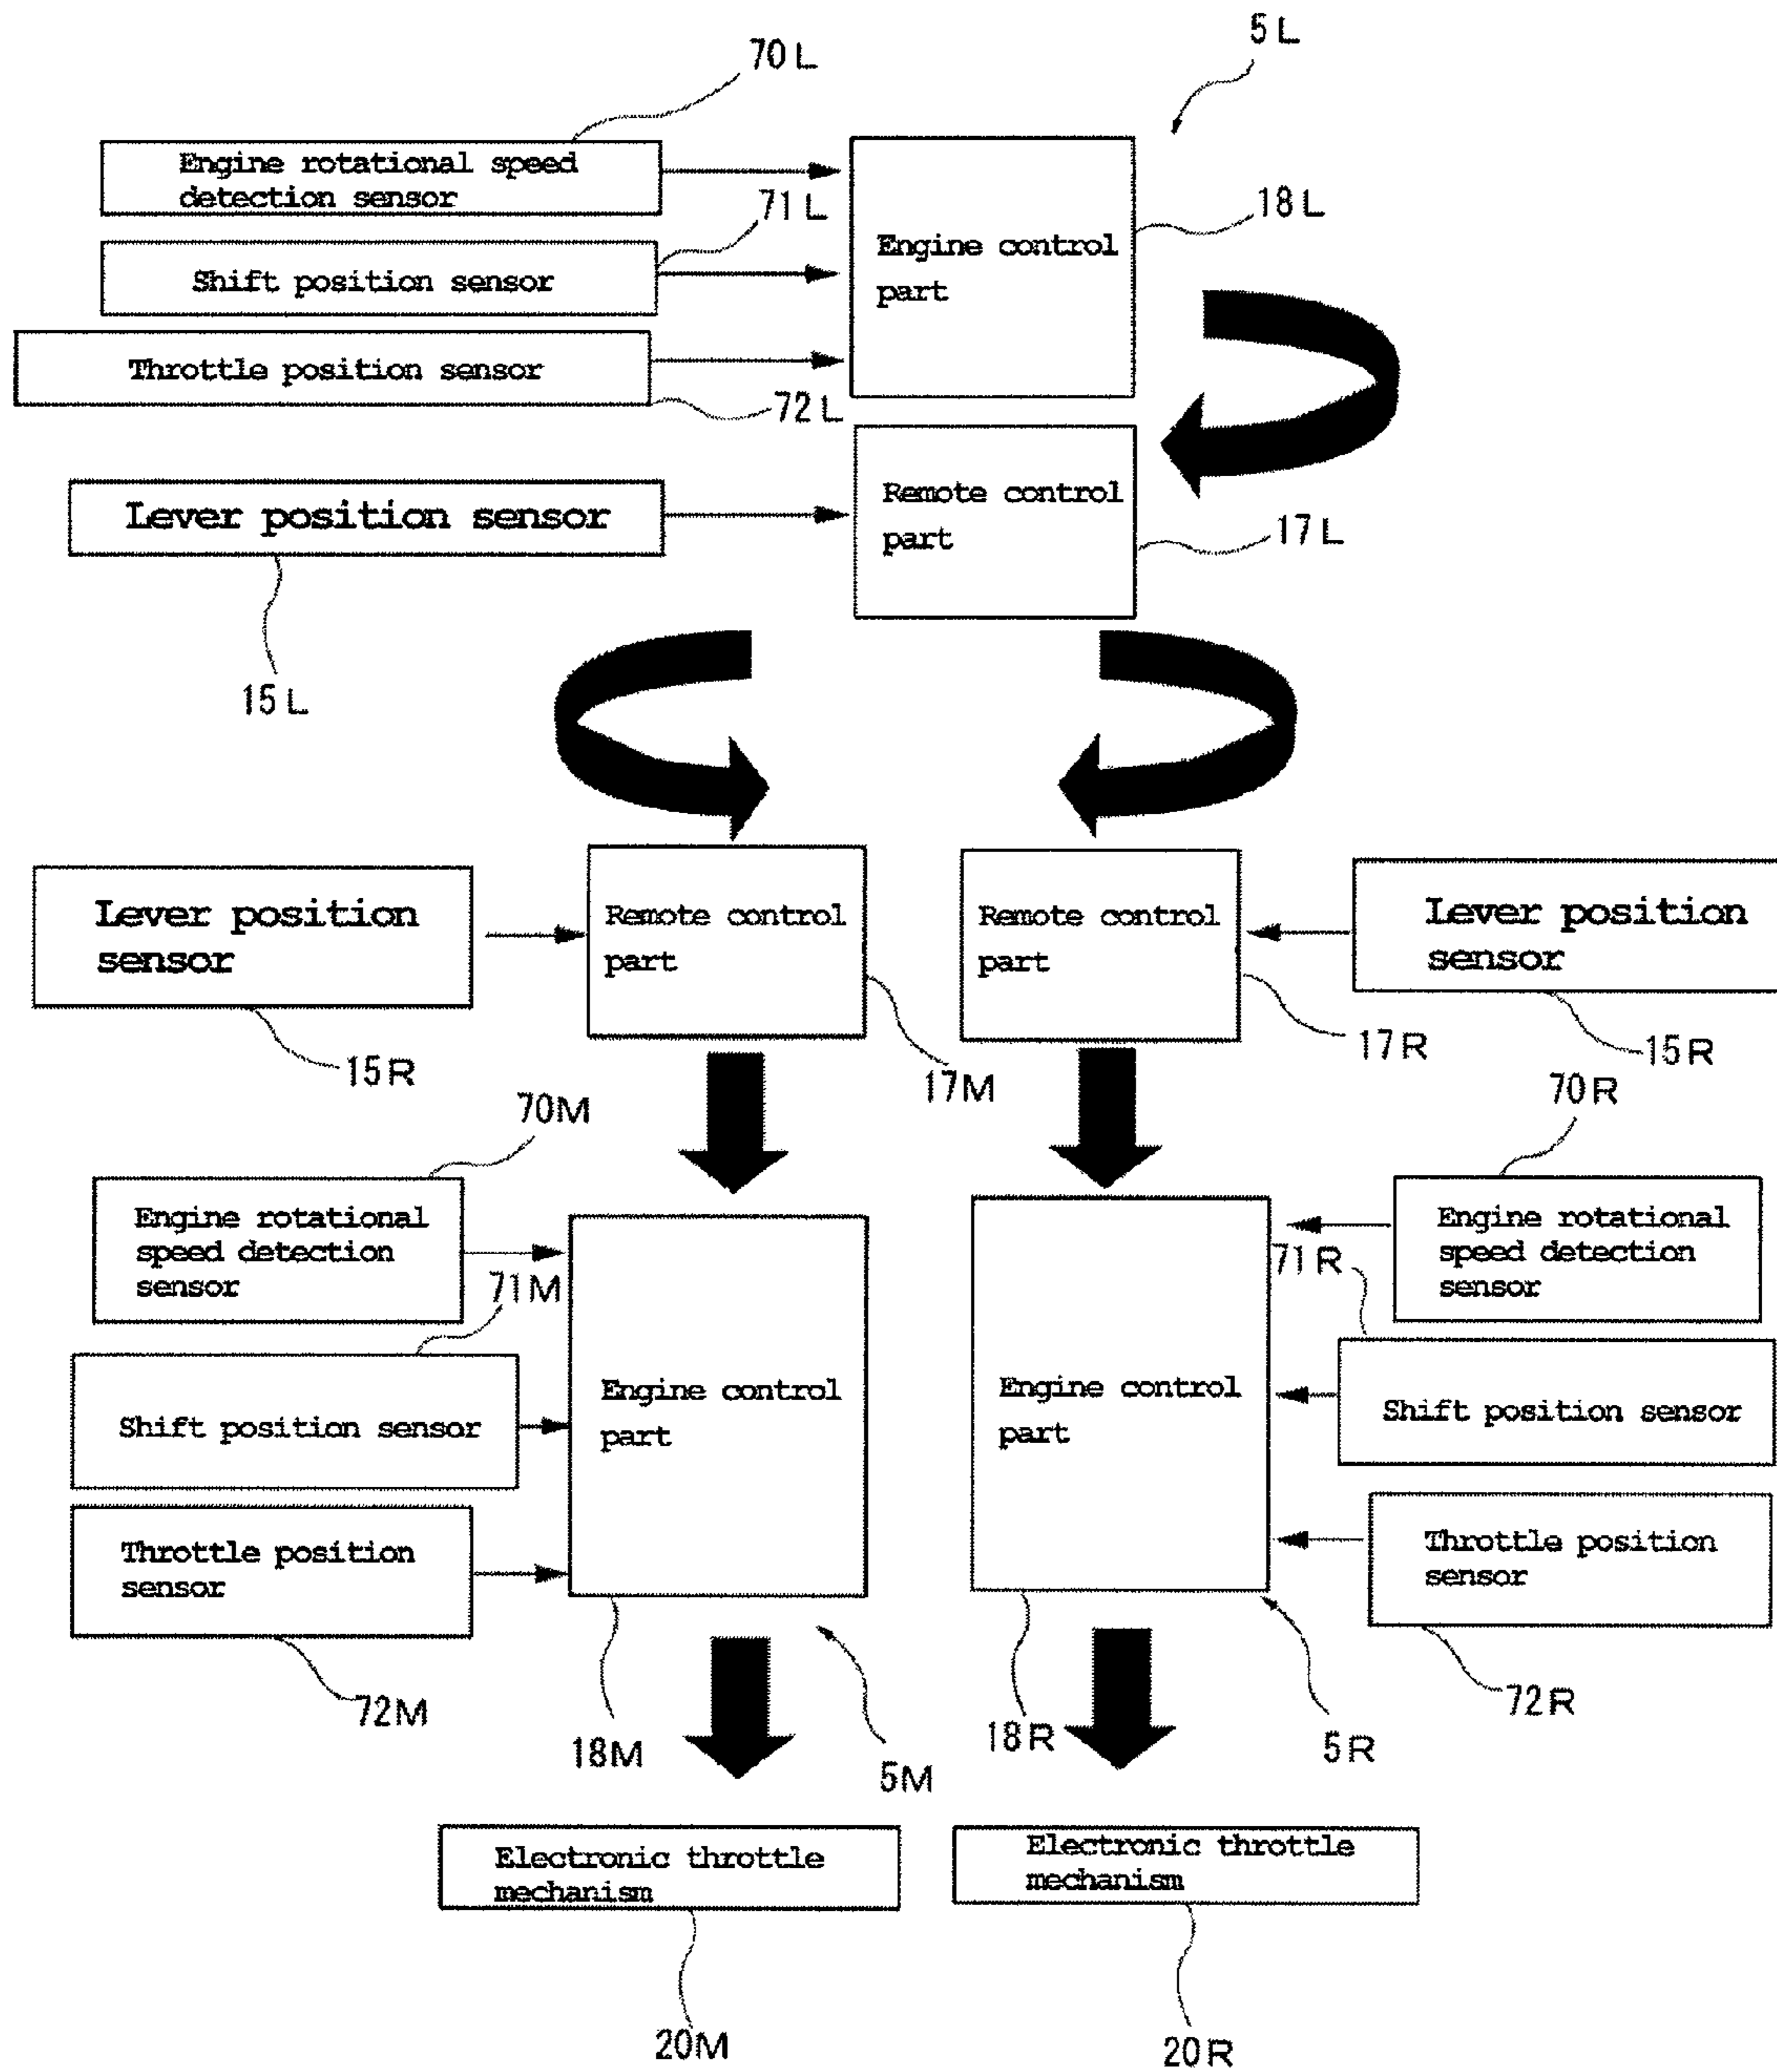 5L
70L
Engine rotational speed
detection sensor
71L
18L
Engine control
part
Shift position sensor
Throttle position sensor
72L
Remote control
part
Lever position sensor
17L
15L
Lever position
sensor
Remote control
part
Remote control
part
Lever position
sensor
15R
17M
17R
15R
70M
70R
Engine rotational
speed detection
sensor
Engine rotational
speed detection
sensor
71M
71R
Engine control
part
Engine control
part
Shift position sensor
Shift position sensor
Throttle position
sensor
Throttle position
sensor
72M
18M
5M
18R
5R
72R
Electronic throttle
mechanism
Electronic throttle
mechanism
20M
20R